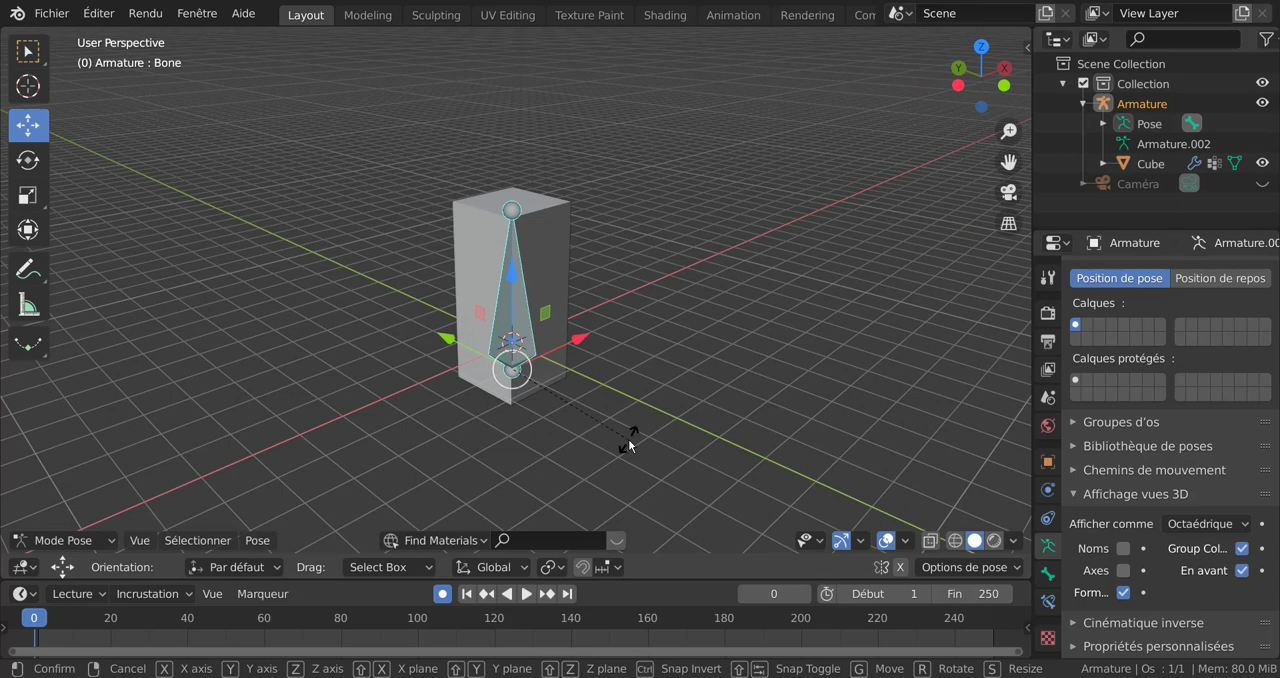 Fichier Éditer Rendu Fenêtre Aide Layout Modeling Sculpting UV Editing Texture Paint Shading Animation Rendering Com Scene View Layer
User Perspective
(0) Armature : Bone
Z
Y X
Scene Collection
Collection
Armature
Pose
Armature.002
Cube
Caméra
Armature Armature.00
Position de pose Position de repos
Calques :
Calques protégés :
Groupes d'os
Bibliothèque de poses
Chemins de mouvement
Affichage vues 3D
Afficher comme Octaédrique
Noms Group Col...
Axes En avant
Form...
Cinématique inverse
Propriétés personnalisées
Mode Pose Vue Sélectionner Pose Find Materials
Orientation: Par défaut Drag: Select Box Global X Options de pose
Lecture Incrustation Vue Marqueur 0 Début 1 Fin 250
0 20 40 60 80 100 120 140 160 180 200 220 240
Confirm Cancel X X axis Y Y axis Z Z axis X X plane Y Y plane Z Z plane Ctrl Snap Invert Snap Toggle G Move R Rotate S Resize Armature | Os : 1/1 | Mem: 80.0 MiB